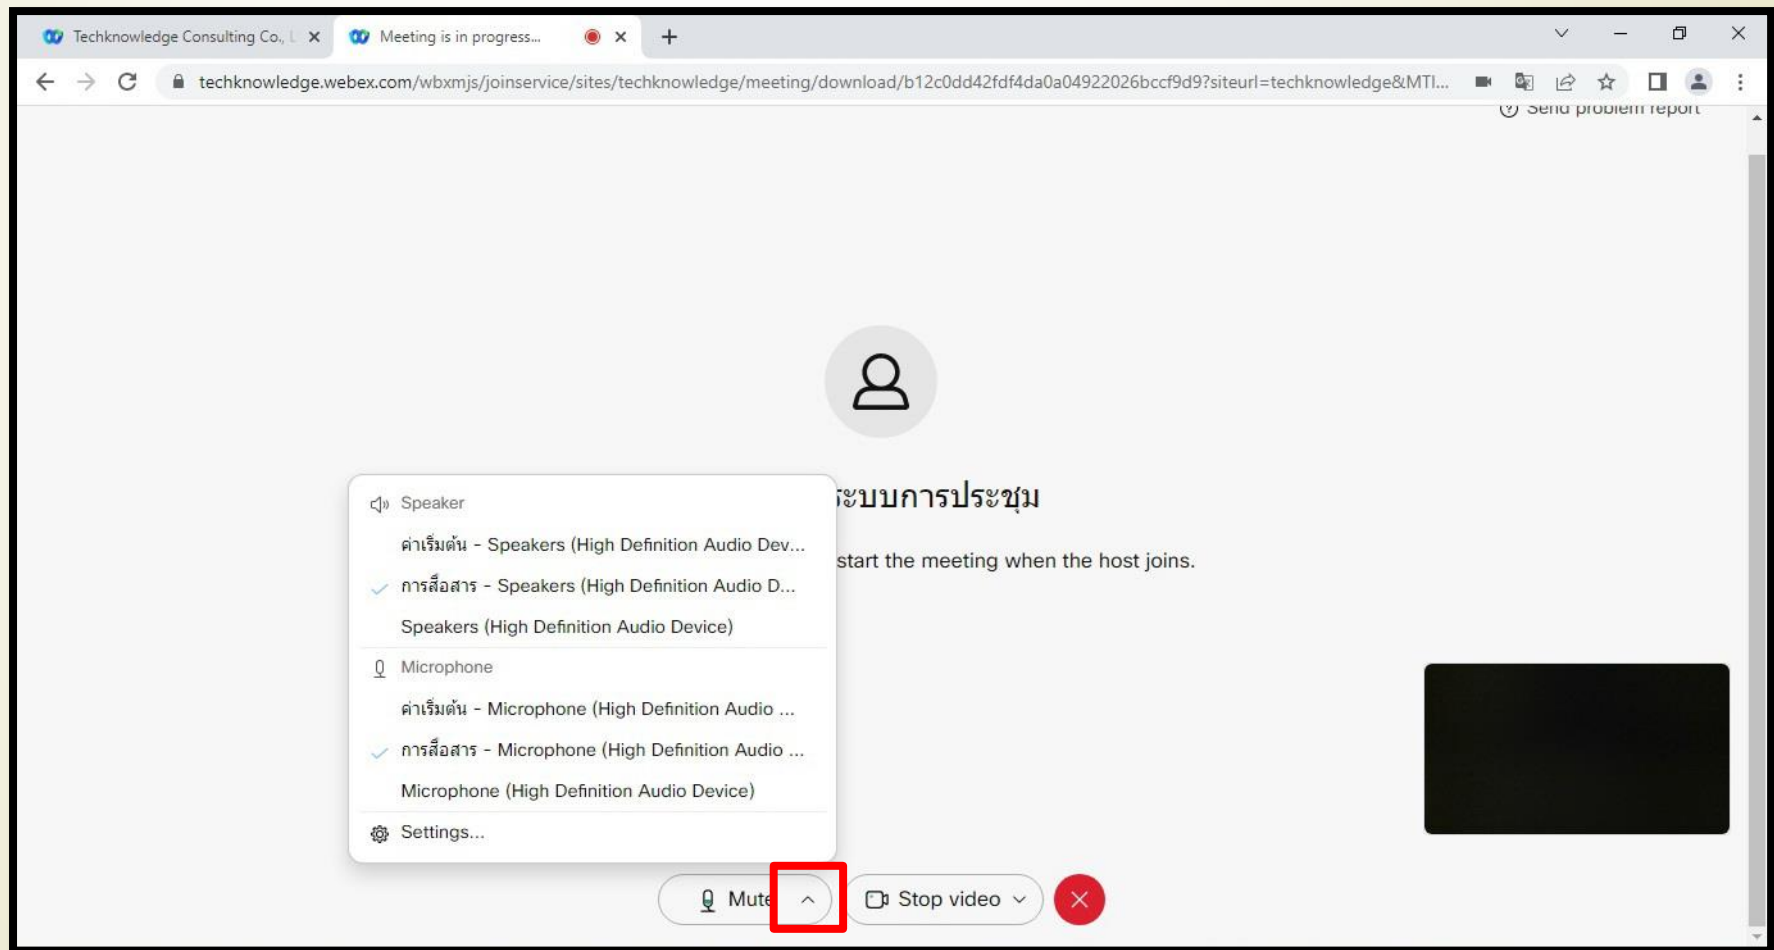 Techknowledge Consulting Co., L
Meeting is in progress...
techknowledge.webex.com/wbxmjs/joinservice/sites/techknowledge/meeting/download/b12c0dd42fdf4da0a04922026bccf9d9?siteurl=techknowledge&MTI...
Send problem report
ระบบการประชุม
start the meeting when the host joins.
Speaker
ค่าเริ่มต้น - Speakers (High Definition Audio Dev...
การสื่อสาร - Speakers (High Definition Audio D...
Speakers (High Definition Audio Device)
Microphone
ค่าเริ่มต้น - Microphone (High Definition Audio ...
การสื่อสาร - Microphone (High Definition Audio ...
Microphone (High Definition Audio Device)
Settings...
Mute
Stop video